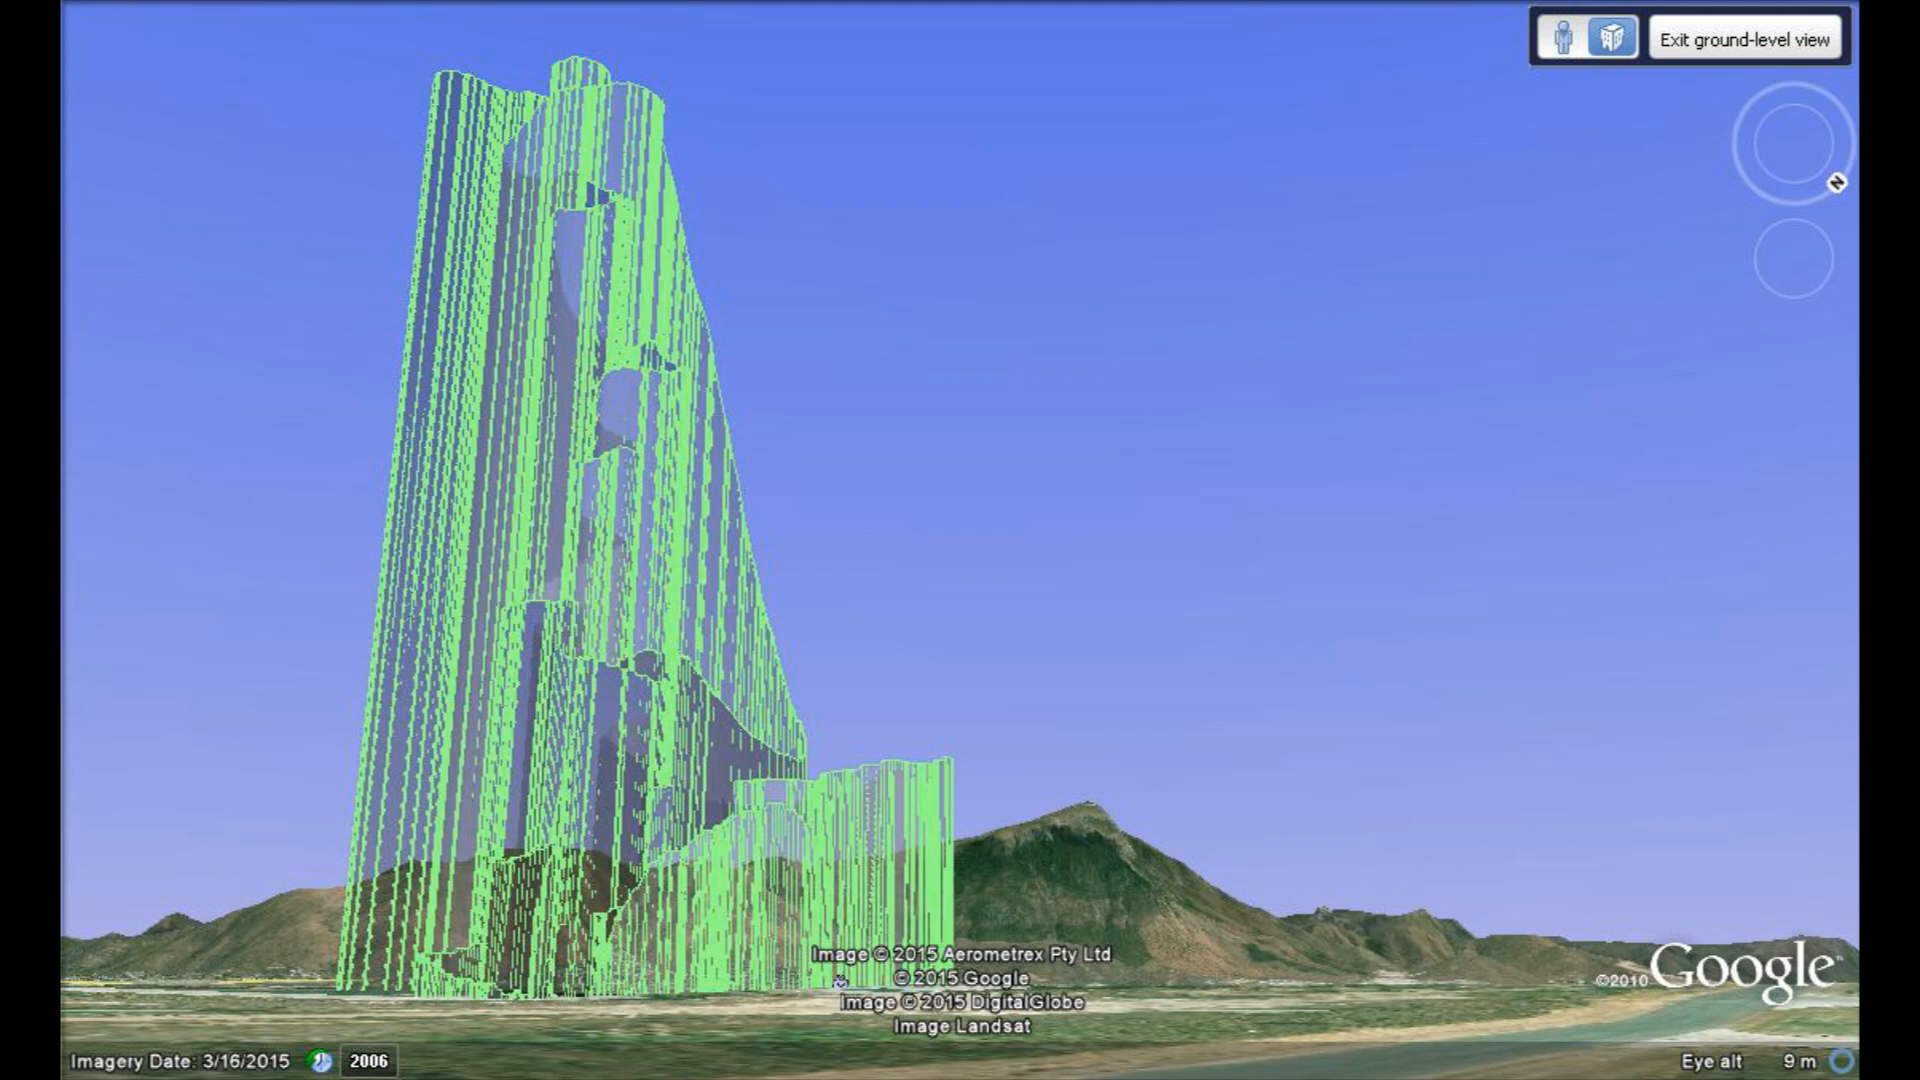 Exit ground-level view
N
Image © 2015 Aerometrex Pty Ltd
© 2015 Google
Image © 2015 DigitalGlobe
Image Landsat
©2010 Google™
Imagery Date: 3/16/2015 2006
Eye alt 9 m